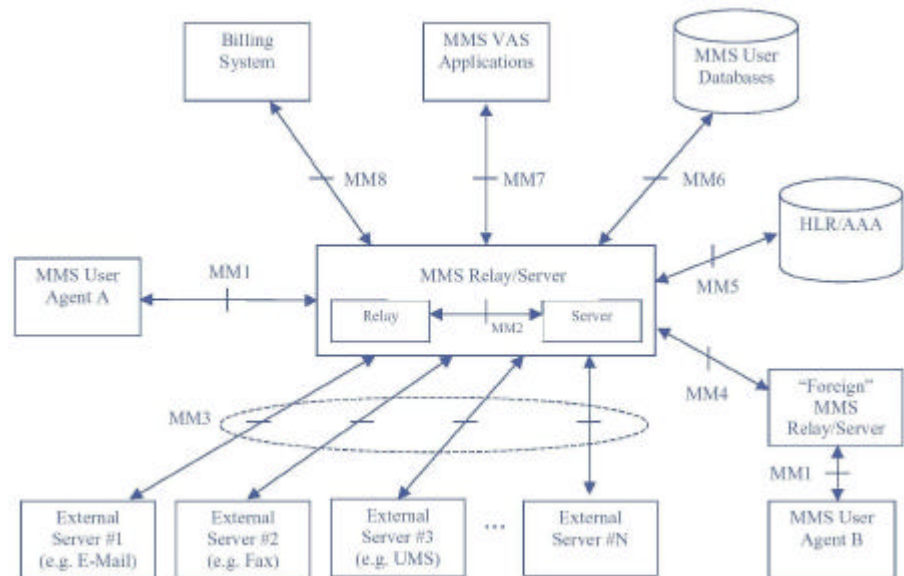 Billing
System
MMS VAS
Applications
MMS User
Databases
MM8
MM7
MM6
HLR/AAA
MMS User
Agent A
MM1
MMS Relay/Server
Relay
MM2
Server
MM5
MM4
"Foreign"
MMS
Relay/Server
MM3
MM1
External
Server #1
(e.g. E-Mail)
External
Server #2
(e.g. Fax)
External
Server #3
(e.g. UMS)
...
External
Server #N
MMS User
Agent B